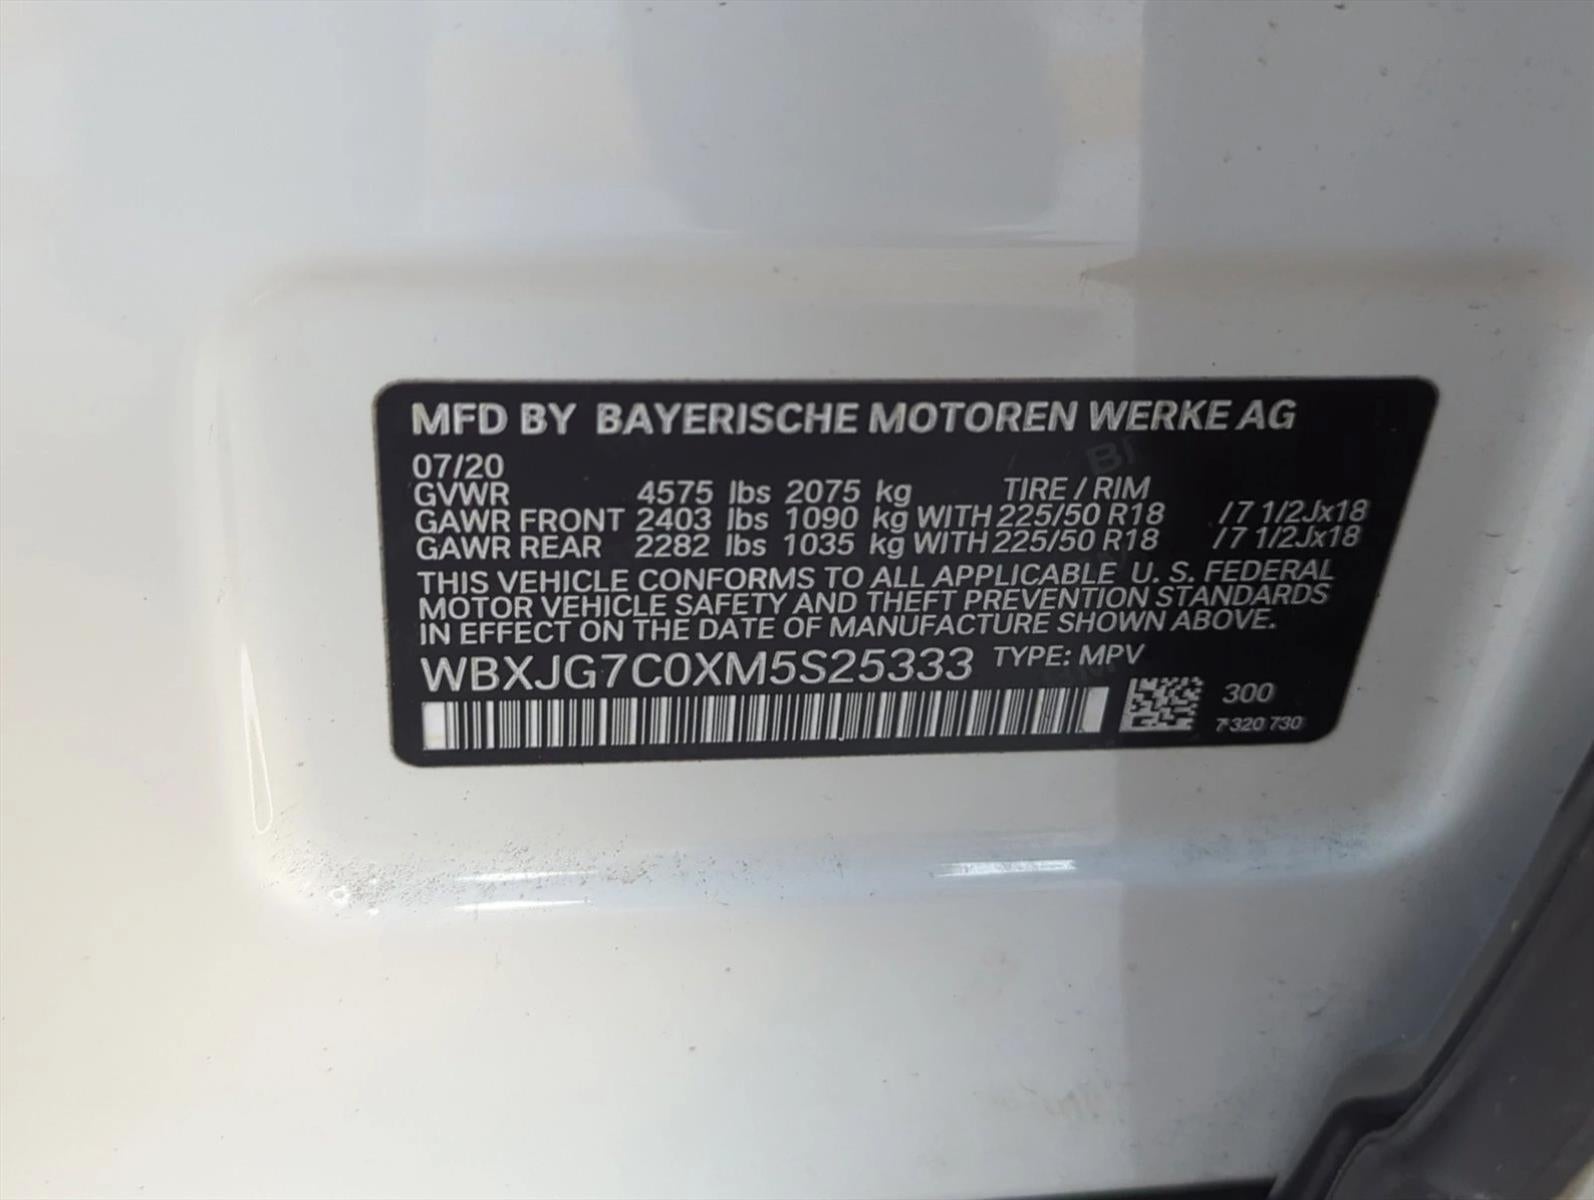 MFD BY BAYERISCHE MOTOREN WERKE AG
07/20
GVWR 4575 lbs 2075 kg TIRE / RIM
GAWR FRONT 2403 lbs 1090 kg WITH 225/50 R18 / 7 1/2Jx18
GAWR REAR 2282 lbs 1035 kg WITH 225/50 R18 / 7 1/2Jx18
THIS VEHICLE CONFORMS TO ALL APPLICABLE U. S. FEDERAL
MOTOR VEHICLE SAFETY AND THEFT PREVENTION STANDARDS
IN EFFECT ON THE DATE OF MANUFACTURE SHOWN ABOVE.
WBXJG7C0XM5S25333 TYPE: MPV
300
7 320 730